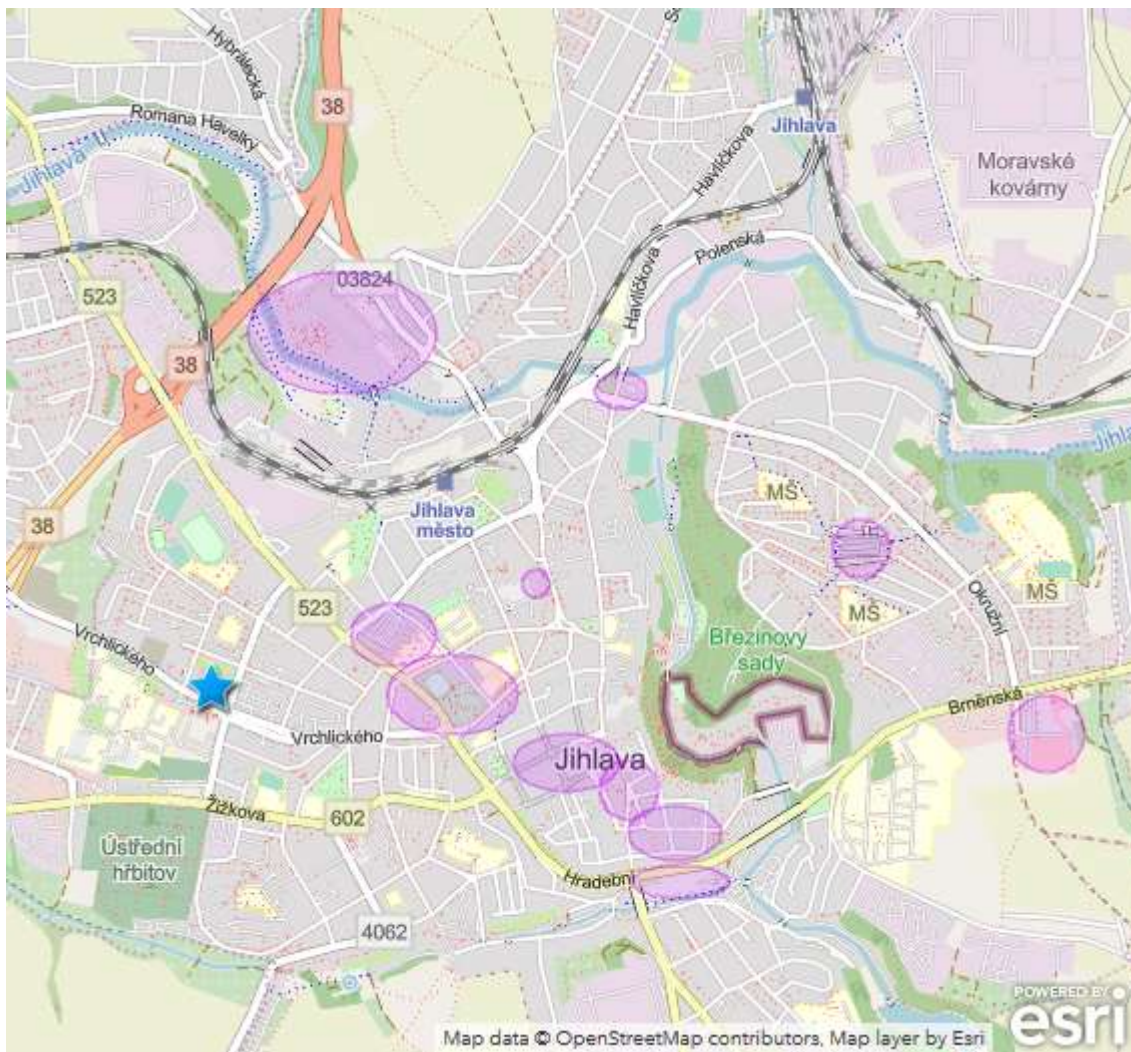 Hybrálecká
38
Romana Havelky
Jihlava
Jihlava
Havlíčkova
Moravské
kovárny
Polenská
03824
Havlíčkova
523
38
Jihlava
město
MŠ
38
523
MŠ
MŠ
Okružní
Březinovy
sady
Vrchlického
Brněnská
Vrchlického
Jihlava
Žižkova
602
Ústřední
hřbitov
Hradební
4062
POWERED BY
esri
Map data © OpenStreetMap contributors, Map layer by Esri